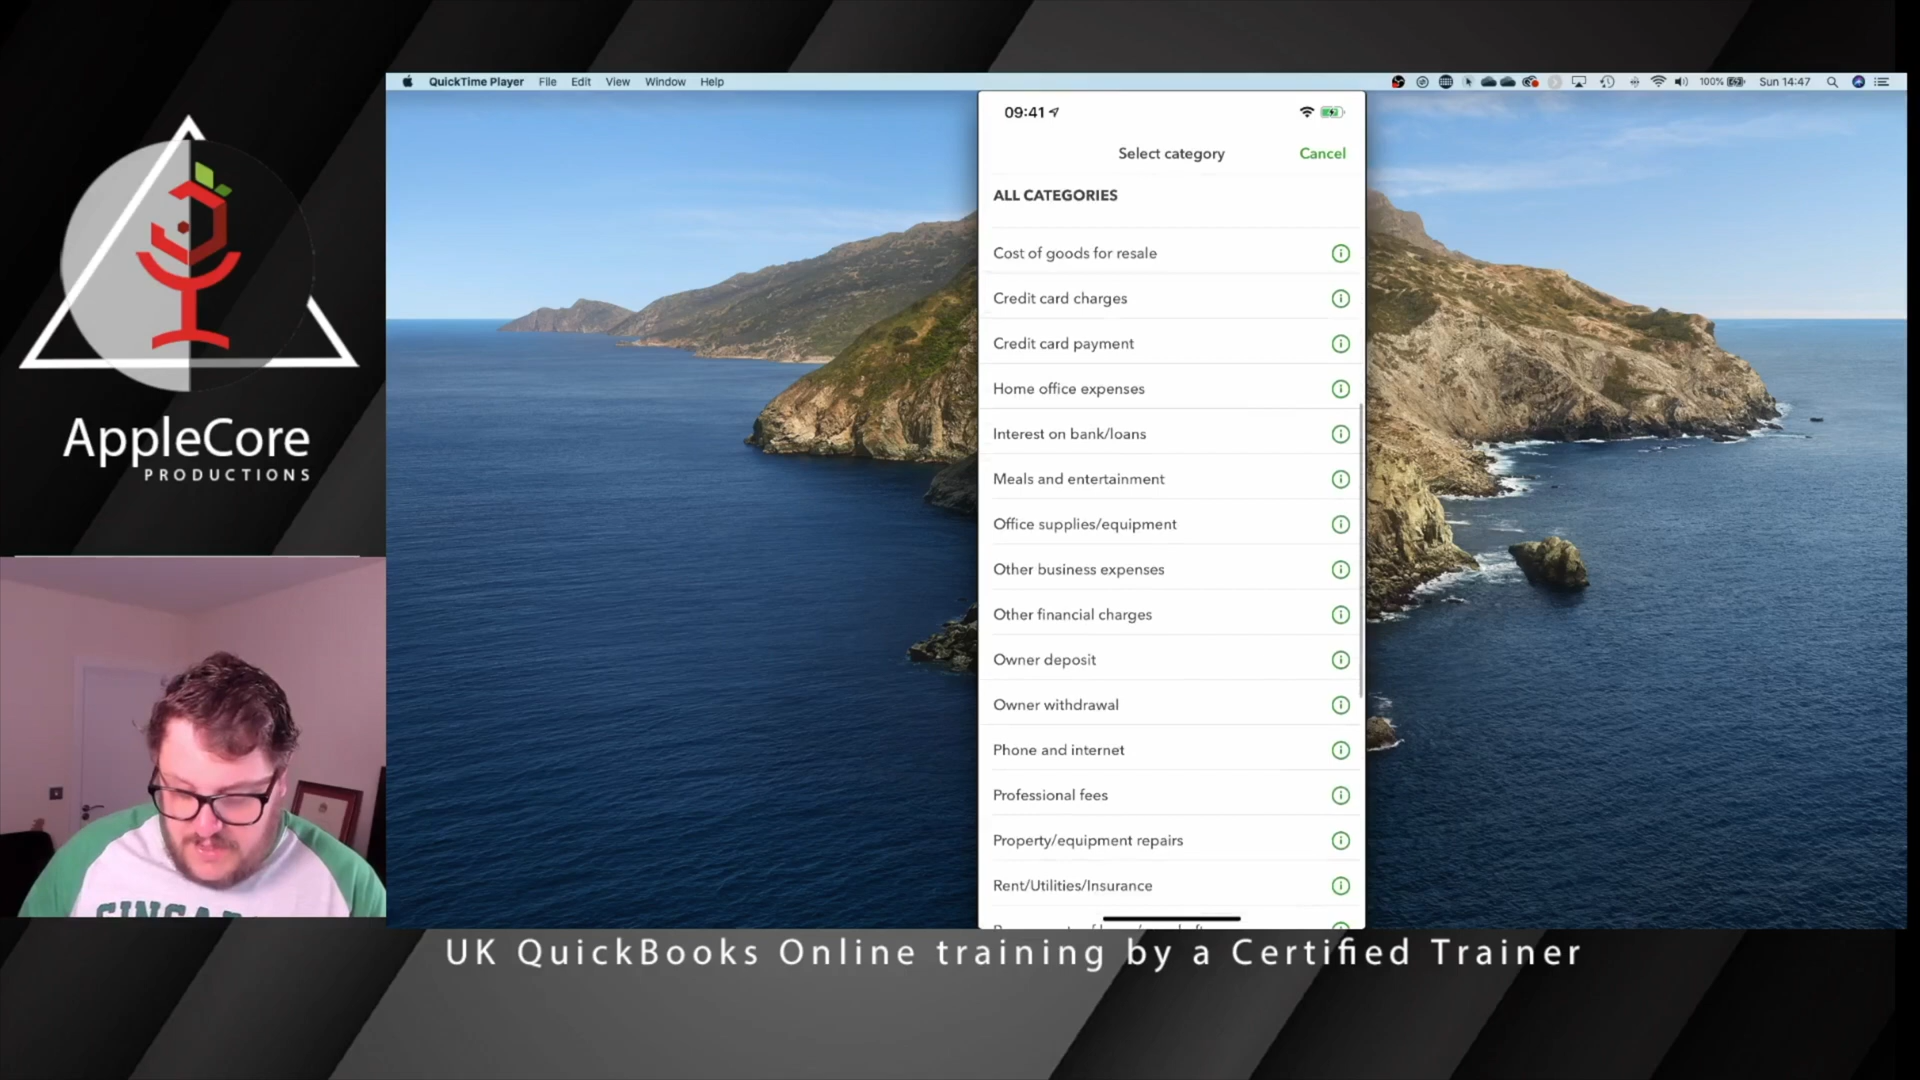 QuickTime Player File Edit View Window Help
100% Sun 14:47
09:41
Select category Cancel
ALL CATEGORIES
Cost of goods for resale
Credit card charges
Credit card payment
Home office expenses
Interest on bank/loans
Meals and entertainment
Office supplies/equipment
Other business expenses
Other financial charges
Owner deposit
Owner withdrawal
Phone and internet
Professional fees
Property/equipment repairs
Rent/Utilities/Insurance
AppleCore
PRODUCTIONS
UK QuickBooks Online training by a Certified Trainer